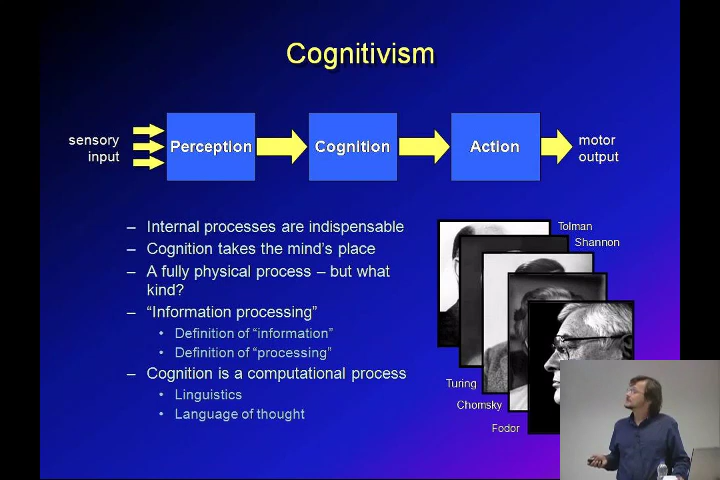 Cognitivism
sensory
input
Perception
Cognition
Action
motor
output
– Internal processes are indispensable
– Cognition takes the mind's place
– A fully physical process – but what
kind?
– "Information processing"
• Definition of "information"
• Definition of "processing"
– Cognition is a computational process
• Linguistics
• Language of thought
Tolman
Shannon
Turing
Chomsky
Fodor